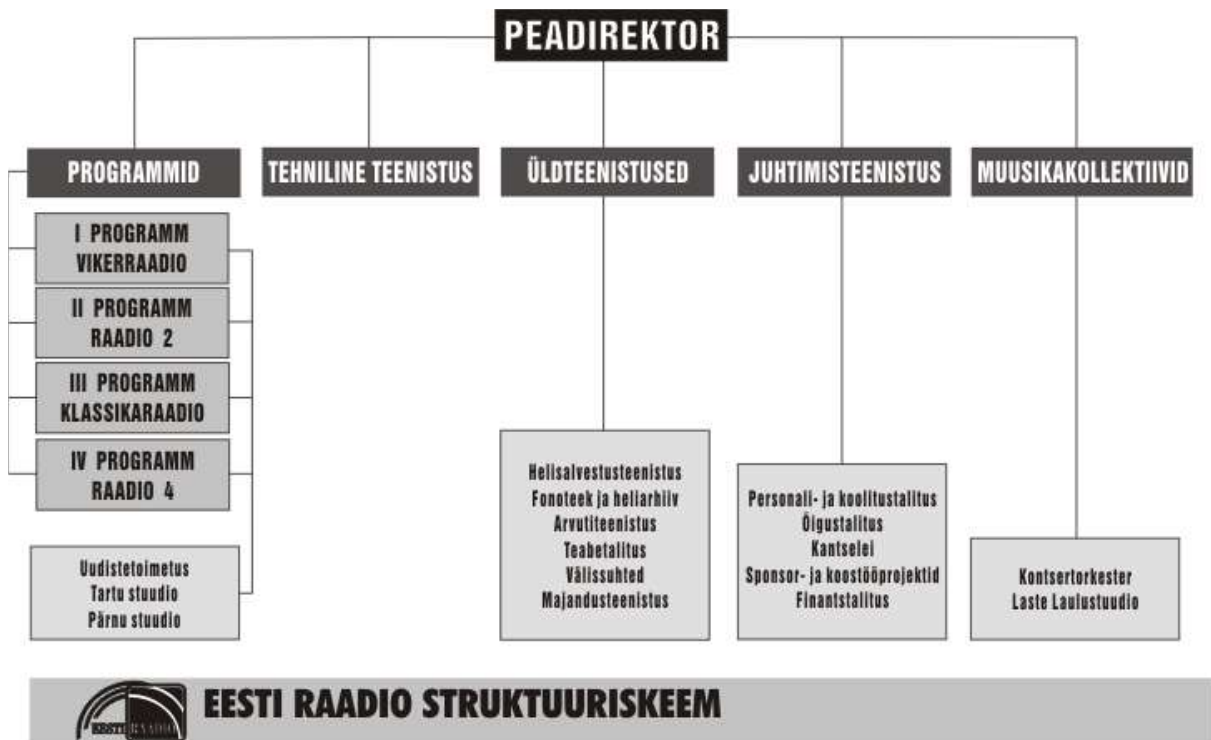 PEADIREKTOR
PROGRAMMID
TEHNILINE TEENISTUS
ÜLDTEENISTUSED
JUHTIMISTEENISTUS
MUUSIKAKOLLEKTIIVID
I PROGRAMM
VIKERRAADIO
II PROGRAMM
RAADIO 2
III PROGRAMM
KLASSIKARAADIO
IV PROGRAMM
RAADIO 4
Uudistetoimetus
Tartu stuudio
Pärnu stuudio
Helisalvestusteenistus
Fonoteek ja heliarhiiv
Arvutiteenistus
Teabetalitus
Välissuhted
Majandusteenistus
Personali- ja koolitustalitus
Õigustalitus
Kantselei
Sponsor- ja koostööprojektid
Finantstalitus
Kontsertorkester
Laste Laulustuudio
EESTI RAADIO
EESTI RAADIO STRUKTUURISKEEM